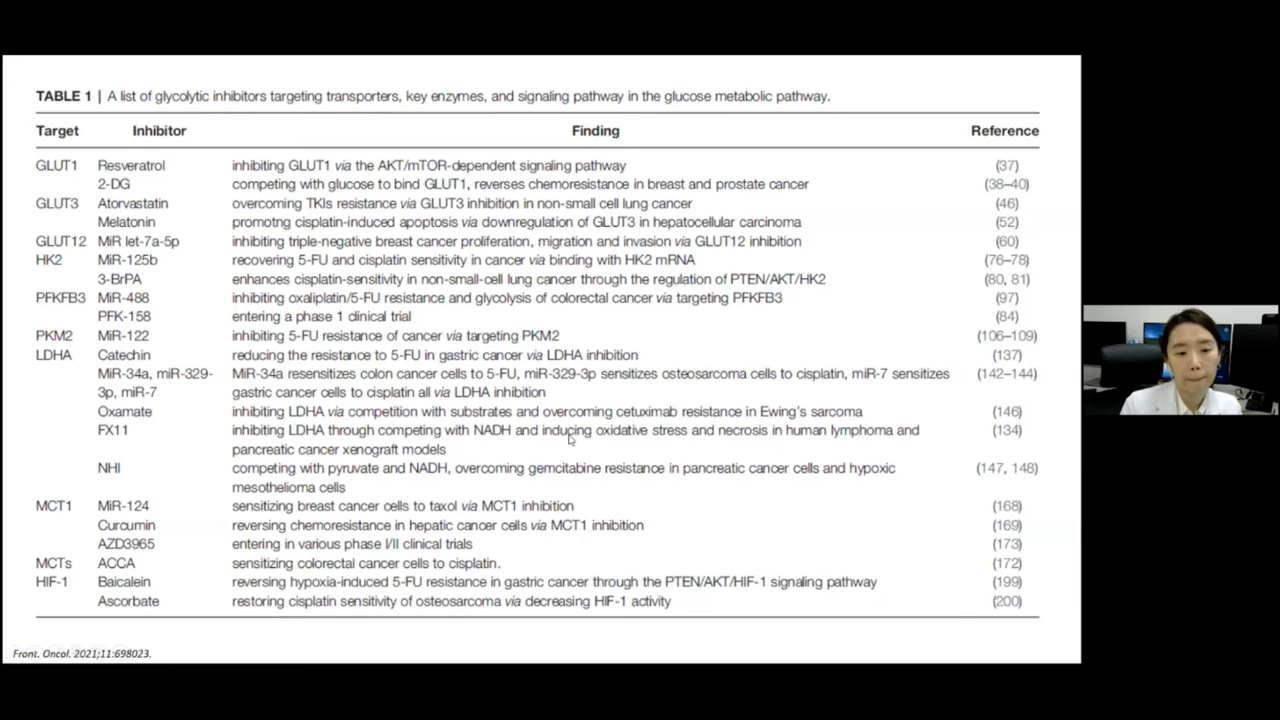 TABLE 1 | A list of glycolytic inhibitors targeting transporters, key enzymes, and signaling pathway in the glucose metabolic pathway.
Target Inhibitor Finding Reference
GLUT1 Resveratrol inhibiting GLUT1 via the AKT/mTOR-dependent signaling pathway (37)
2-DG competing with glucose to bind GLUT1, reverses chemoresistance in breast and prostate cancer (38–40)
GLUT3 Atorvastatin overcoming TKIs resistance via GLUT3 inhibition in non-small cell lung cancer (46)
Melatonin promotng cisplatin-induced apoptosis via downregulation of GLUT3 in hepatocellular carcinoma (52)
GLUT12 MiR let-7a-5p inhibiting triple-negative breast cancer proliferation, migration and invasion via GLUT12 inhibition (60)
HK2 MiR-125b recovering 5-FU and cisplatin sensitivity in cancer via binding with HK2 mRNA (76–78)
3-BrPA enhances cisplatin-sensitivity in non-small-cell lung cancer through the regulation of PTEN/AKT/HK2 (80, 81)
PFKFB3 MiR-488 inhibiting oxaliplatin/5-FU resistance and glycolysis of colorectal cancer via targeting PFKFB3 (97)
PFK-158 entering a phase 1 clinical trial (84)
PKM2 MiR-122 inhibiting 5-FU resistance of cancer via targeting PKM2 (106–109)
LDHA Catechin reducing the resistance to 5-FU in gastric cancer via LDHA inhibition (137)
MiR-34a, miR-329- MiR-34a resensitizes colon cancer cells to 5-FU, miR-329-3p sensitizes osteosarcoma cells to cisplatin, miR-7 sensitizes (142–144)
3p, miR-7 gastric cancer cells to cisplatin all via LDHA inhibition
Oxamate inhibiting LDHA via competition with substrates and overcoming cetuximab resistance in Ewing's sarcoma (146)
FX11 inhibiting LDHA through competing with NADH and inducing oxidative stress and necrosis in human lymphoma and (134)
pancreatic cancer xenograft models
NHI competing with pyruvate and NADH, overcoming gemcitabine resistance in pancreatic cancer cells and hypoxic (147, 148)
mesothelioma cells
MCT1 MiR-124 sensitizing breast cancer cells to taxol via MCT1 inhibition (168)
Curcumin reversing chemoresistance in hepatic cancer cells via MCT1 inhibition (169)
AZD3965 entering in various phase I/II clinical trials (173)
MCTs ACCA sensitizing colorectal cancer cells to cisplatin. (172)
HIF-1 Baicalein reversing hypoxia-induced 5-FU resistance in gastric cancer through the PTEN/AKT/HIF-1 signaling pathway (199)
Ascorbate restoring cisplatin sensitivity of osteosarcoma via decreasing HIF-1 activity (200)
Front. Oncol. 2021;11:698023.